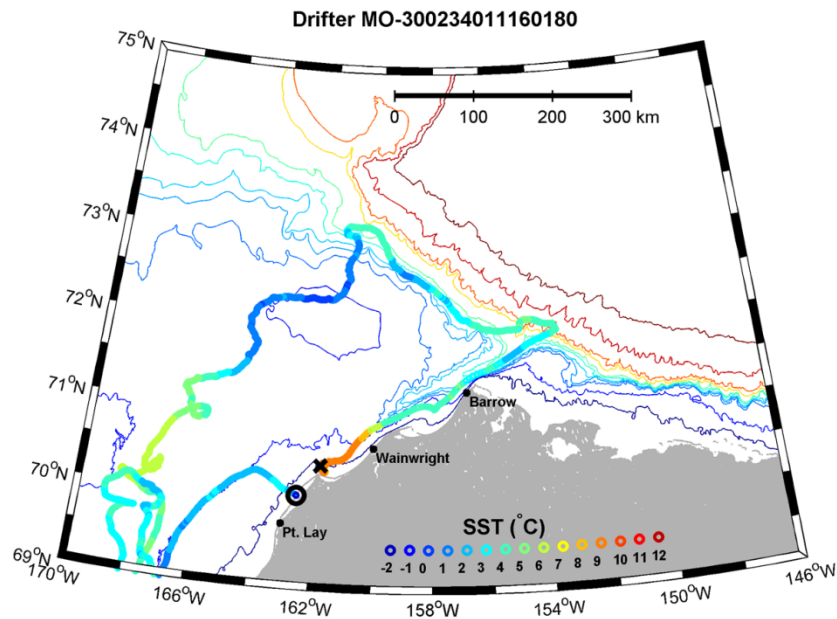 Drifter MO-300234011160180
75°N
74°N
73°N
72°N
71°N
70°N
69°N
0 100 200 300 km
Barrow
Wainwright
Pt. Lay
SST (°C)
-2 -1 0 1 2 3 4 5 6 7 8 9 10 11 12
170°W
166°W
162°W
158°W
154°W
150°W
146°W